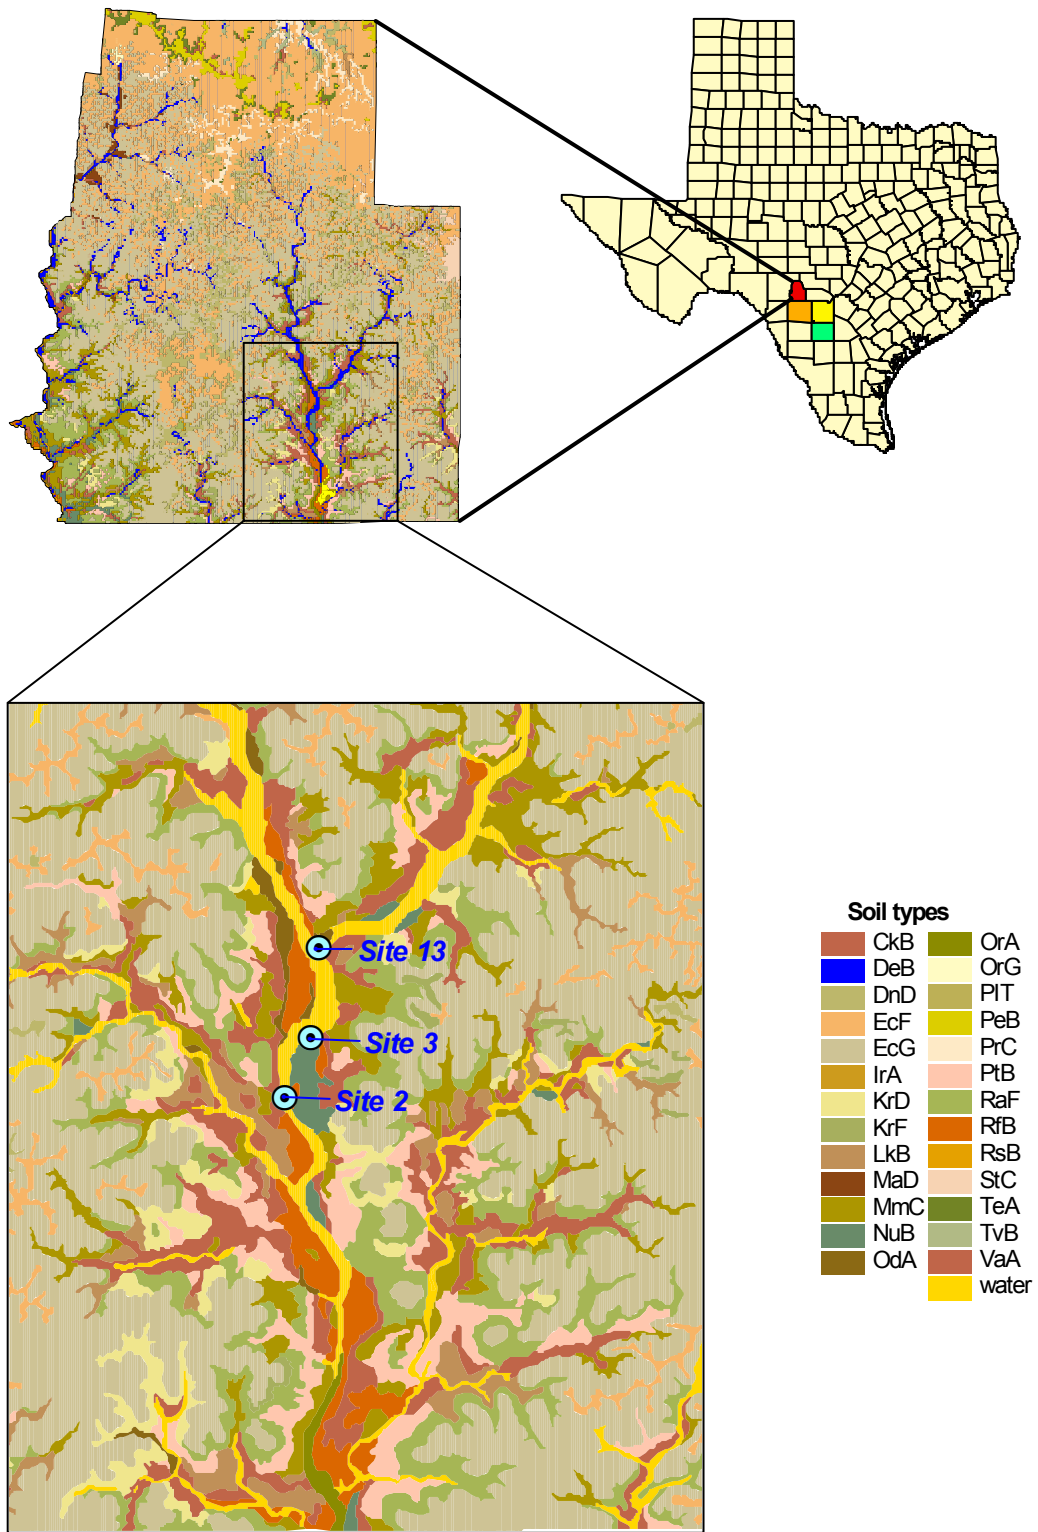 Site 13
Site 3
Site 2
Soil types
CkB
DeB
DnD
EcF
EcG
IrA
KrD
KrF
LkB
MaD
MmC
NuB
OdA
OrA
OrG
PIT
PeB
PrC
PtB
RaF
RfB
RsB
StC
TeA
TvB
VaA
water